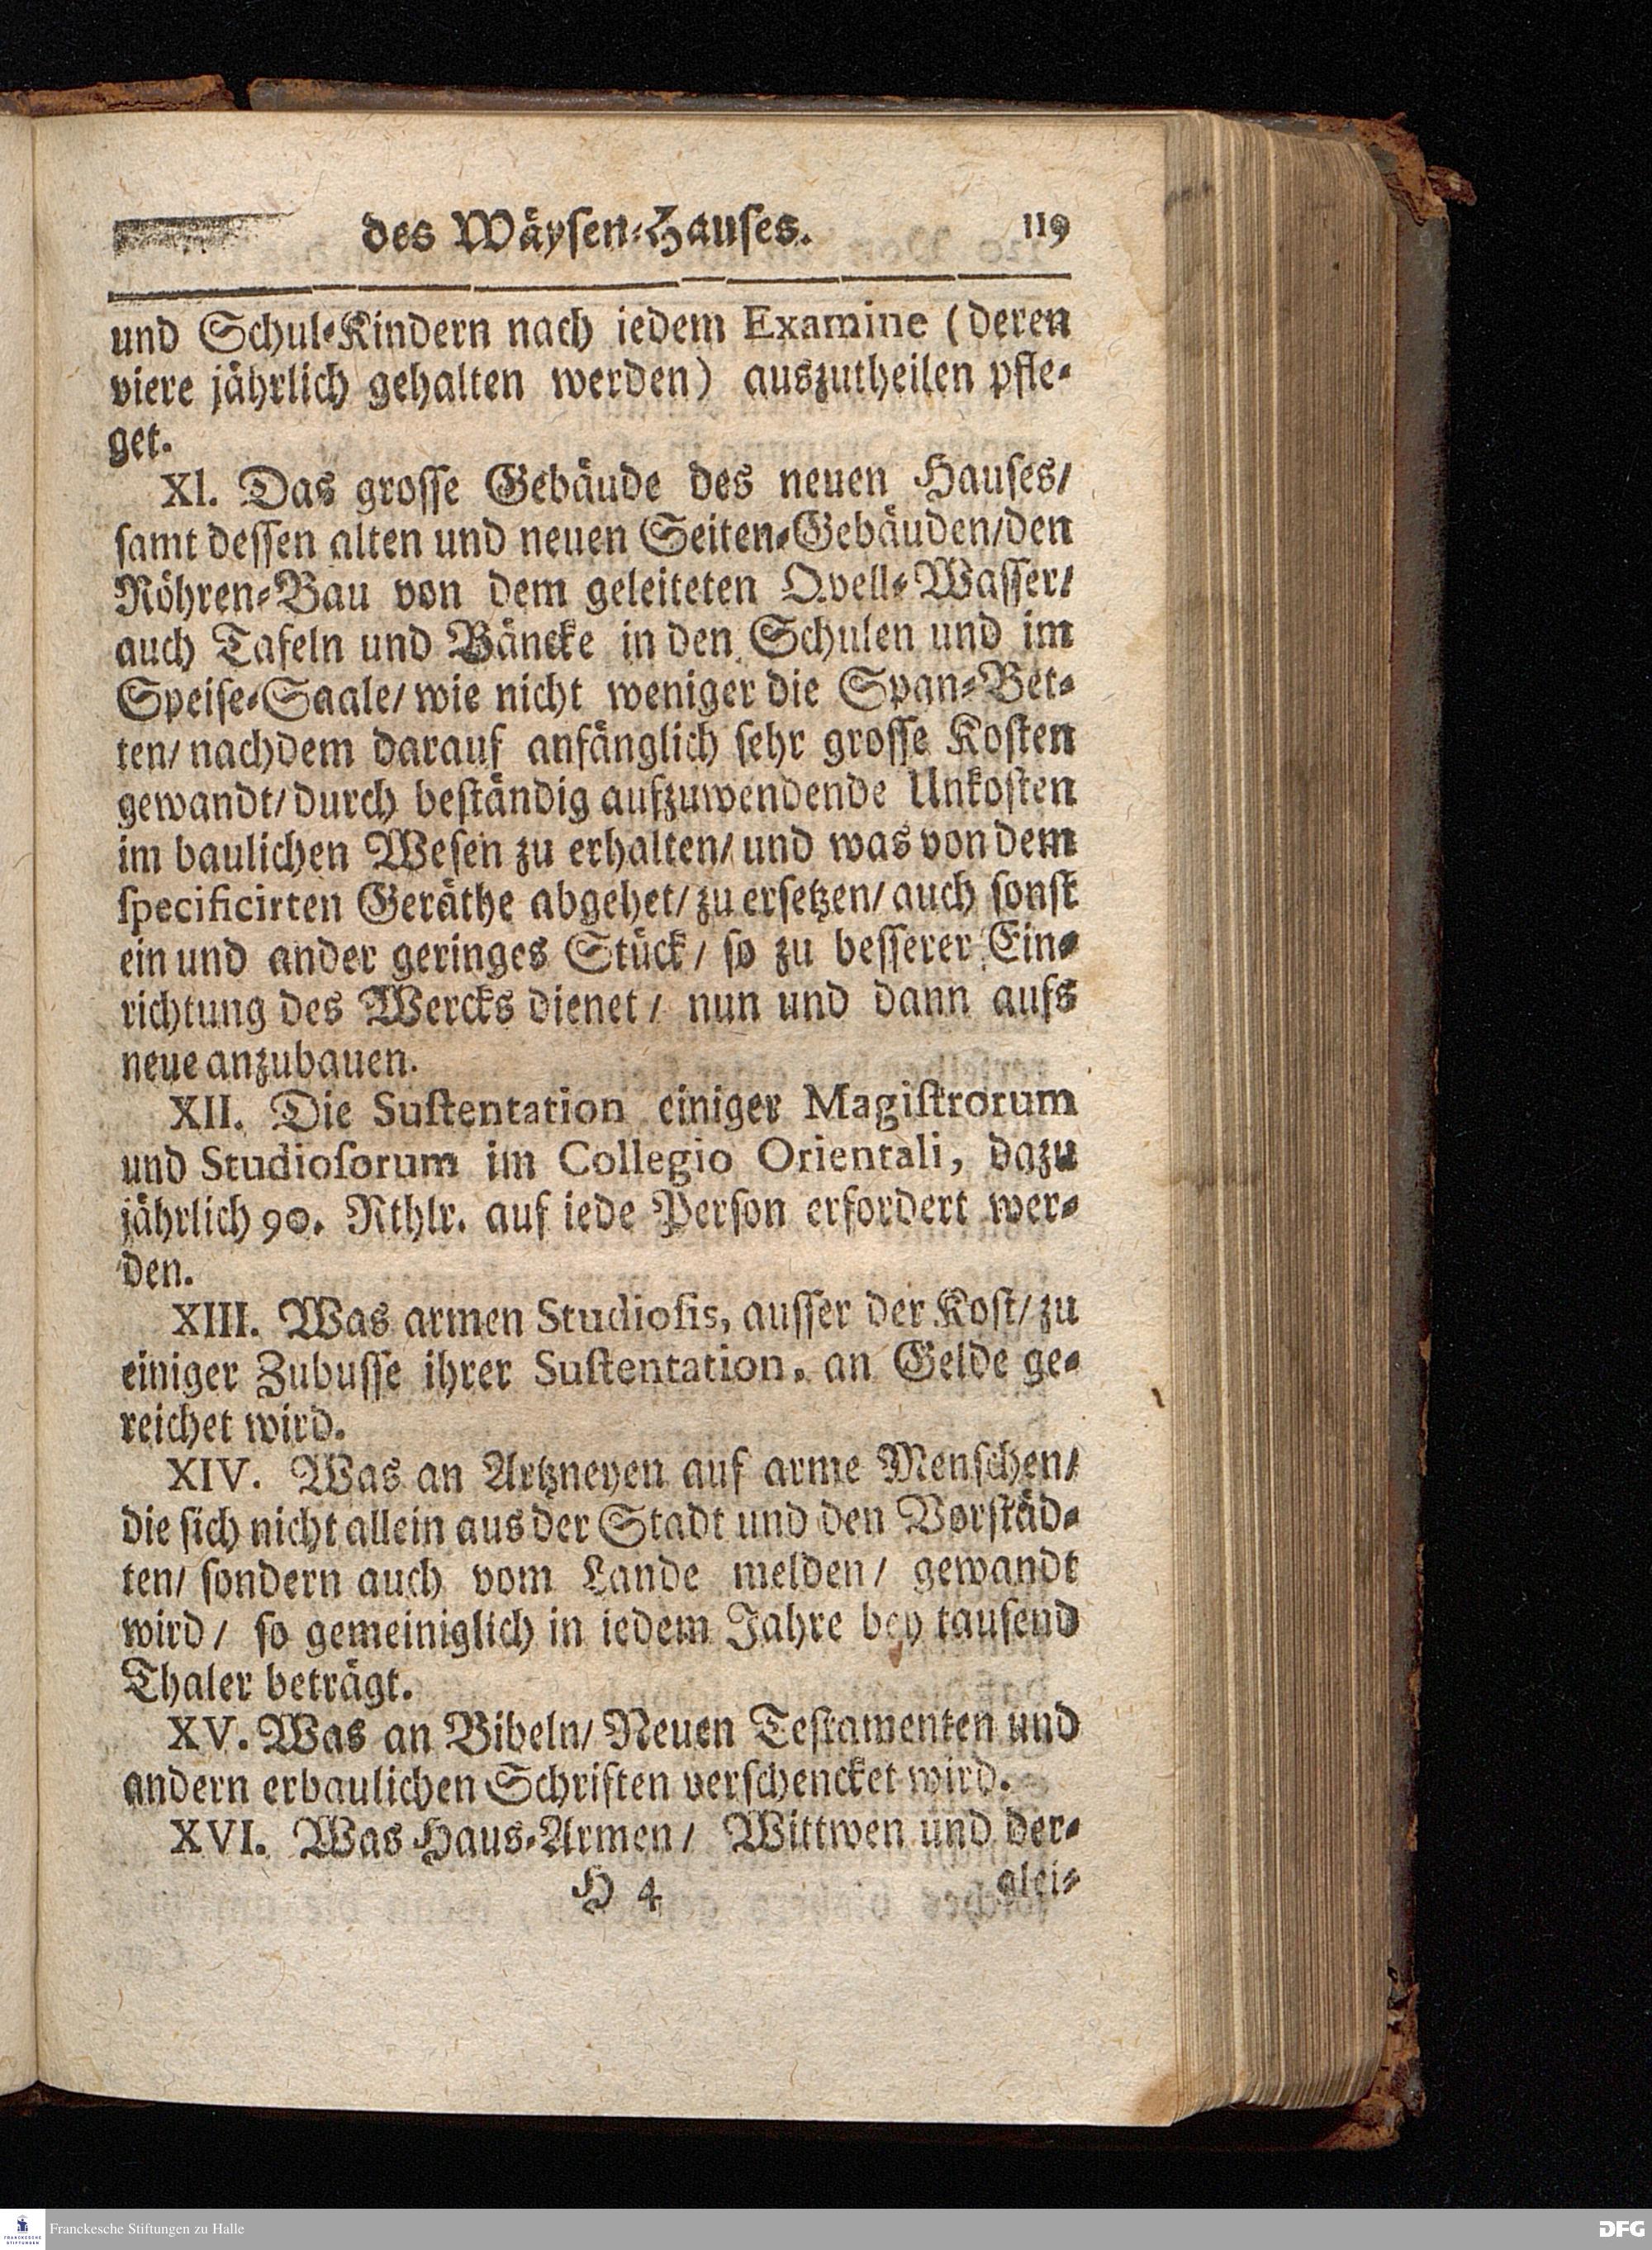 des Wäysen-Hauses. 119
und Schul-Kindern nach iedem Examine (deren
viere jährlich gehalten werden) auszutheilen pfle-
get.
XI. Das grosse Gebäude des neuen Hauses/
samt dessen alten und neuen Seiten-Gebäuden/den
Röhren-Bau von dem geleiteten Qvell-Wasser/
auch Tafeln und Bäncke in den Schulen und im
Speise-Saale/ wie nicht weniger die Span-Bet-
ten/ nachdem darauf anfänglich sehr grosse Kosten
gewandt/ durch beständig aufzuwendende Unkosten
im baulichen Wesen zu erhalten/ und was von dem
specificirten Geräthe abgehet/ zu ersetzen/ auch sonst
ein und ander geringes Stück/ so zu besserer Ein-
richtung des Wercks dienet/ nun und dann aufs
neue anzubauen.
XII. Die Sustentation einiger Magistrorum
und Studiosorum im Collegio Orientali, dazu
jährlich 90. Rthlr. auf iede Person erfordert wer-
den.
XIII. Was armen Studiosis, ausser der Kost/ zu
einiger Zubusse ihrer Sustentation, an Gelde ge-
reichet wird.
XIV. Was an Artzneyen auf arme Menschen/
die sich nicht allein aus der Stadt und den Vorstäd-
ten/ sondern auch vom Lande melden/ gewandt
wird/ so gemeiniglich in iedem Jahre bey tausend
Thaler beträgt.
XV. Was an Bibeln/ Neuen Testamenten und
andern erbaulichen Schriften verschencket wird.
XVI. Was Haus-Armen/ Wittwen und der-
H 4 glei-
Franckesche Stiftungen zu Halle
FRANCKESCHE STIFTUNGEN
DFG